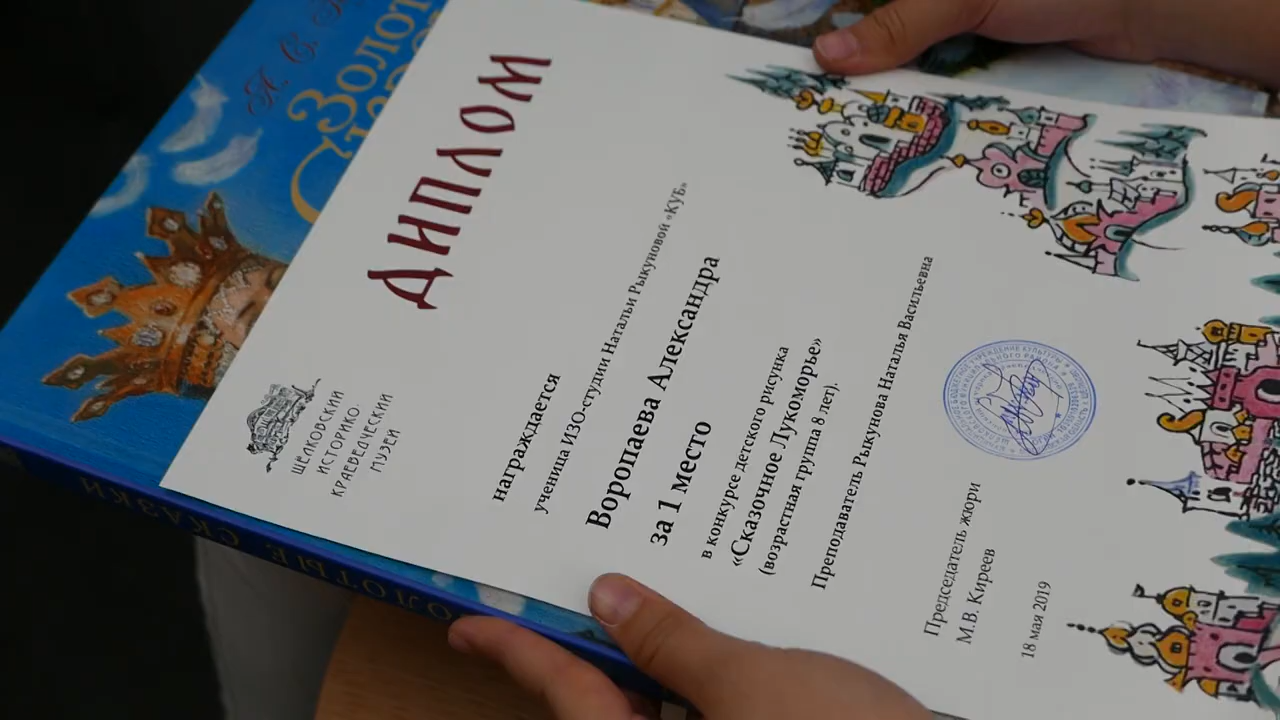 ДИПЛОМ
ЩЁЛКОВСКИЙ
ИСТОРИКО-
КРАЕВЕДЧЕСКИЙ
МУЗЕЙ
награждается
ученица ИЗО-студии Натальи Рыкуновой «КУБ»
Воропаева Александра
за 1 место
в конкурсе детского рисунка
«Сказочное Лукоморье»
(возрастная группа 8 лет).
Преподаватель Рыкунова Наталья Васильевна
Председатель жюри
М.В. Киреев
18 мая 2019
А. С.
ЗОЛОТЫЕ СКАЗКИ